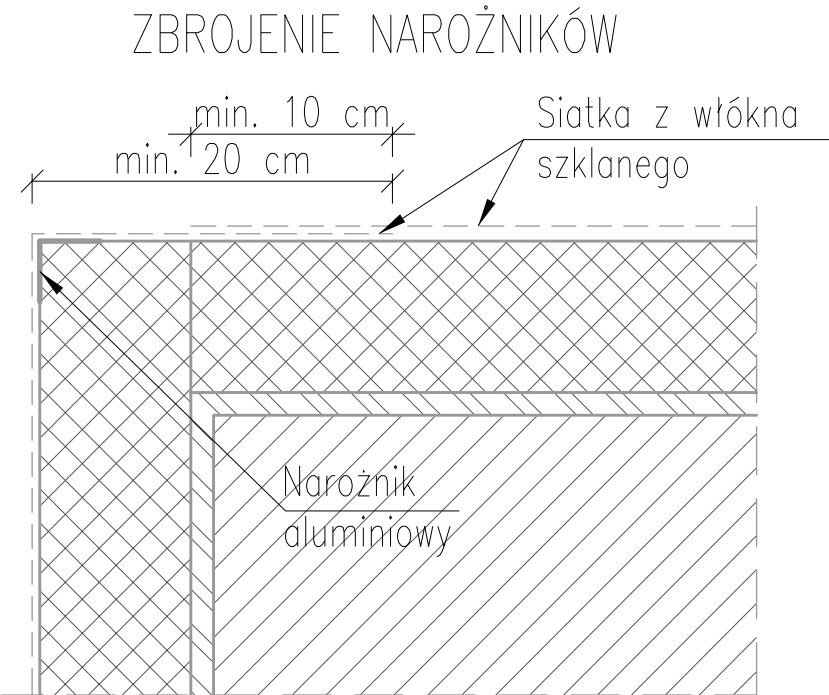 ZBROJENIE NAROŻNIKÓW
min. 10 cm
min. 20 cm
Siatka z włókna
szklanego
Narożnik
aluminiowy